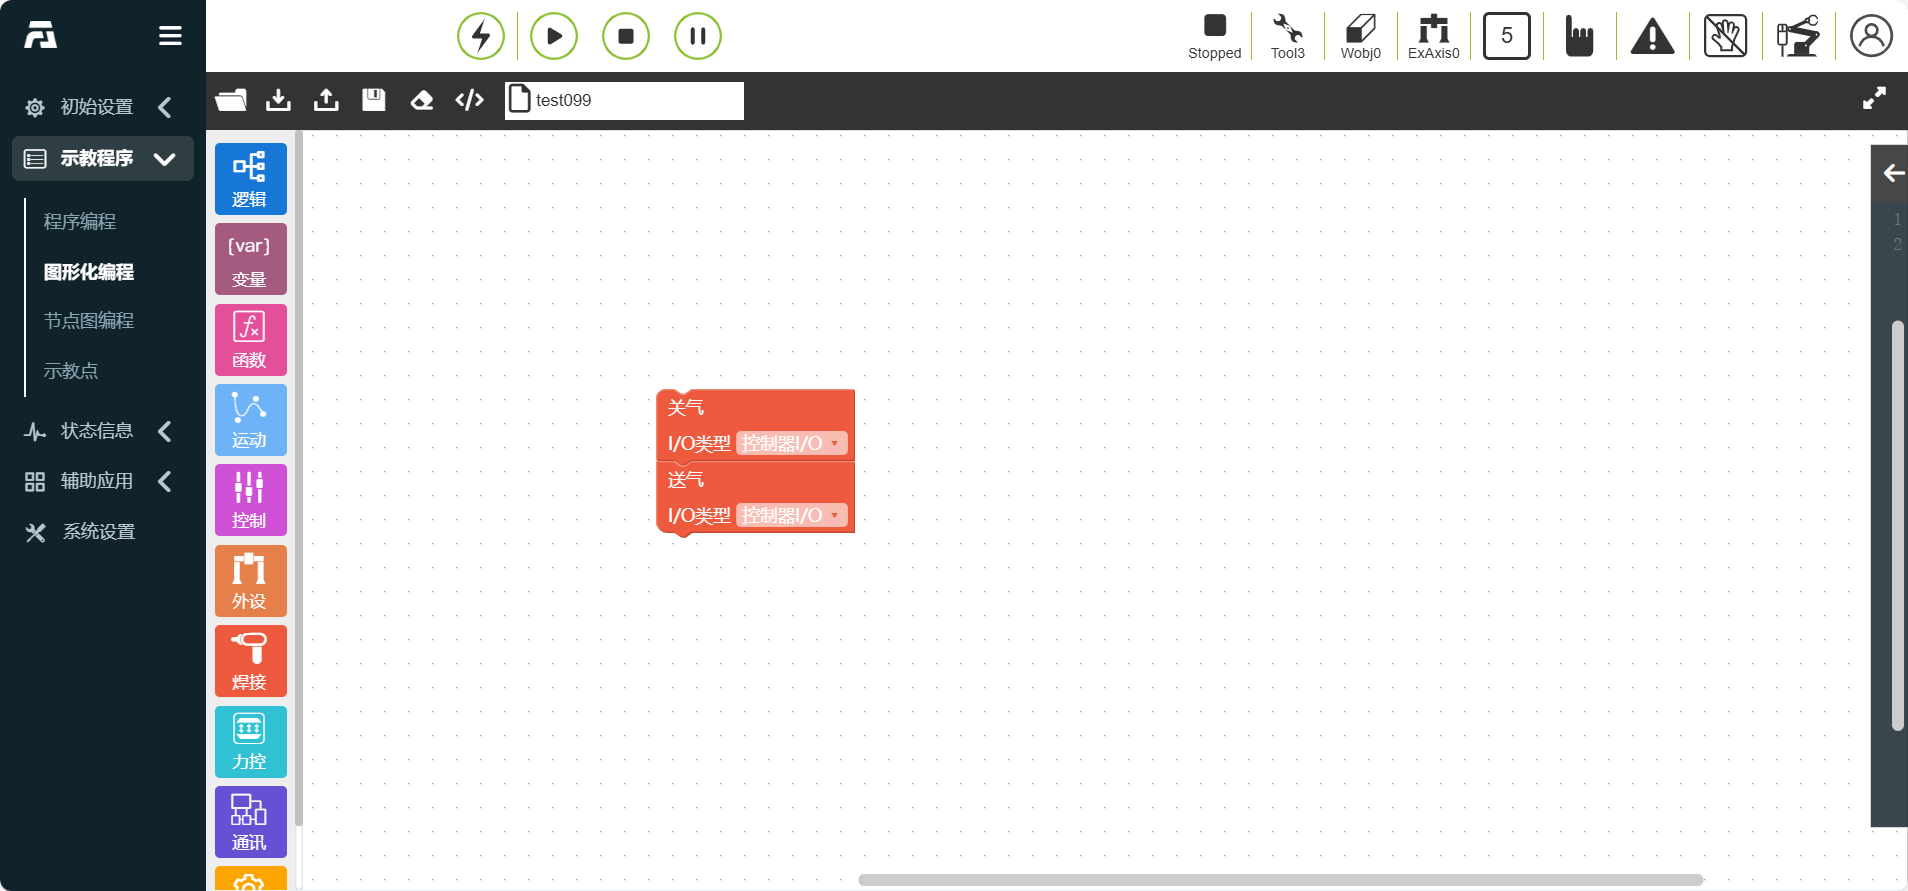 Stopped
Tool3
Wobj0
ExAxis0
5
test099
初始设置
示教程序
程序编程
图形化编程
节点图编程
示教点
状态信息
辅助应用
系统设置
逻辑
{var}
变量
函数
运动
控制
外设
焊接
力控
通讯
关气
I/O类型 控制器I/O
送气
I/O类型 控制器I/O
1
2